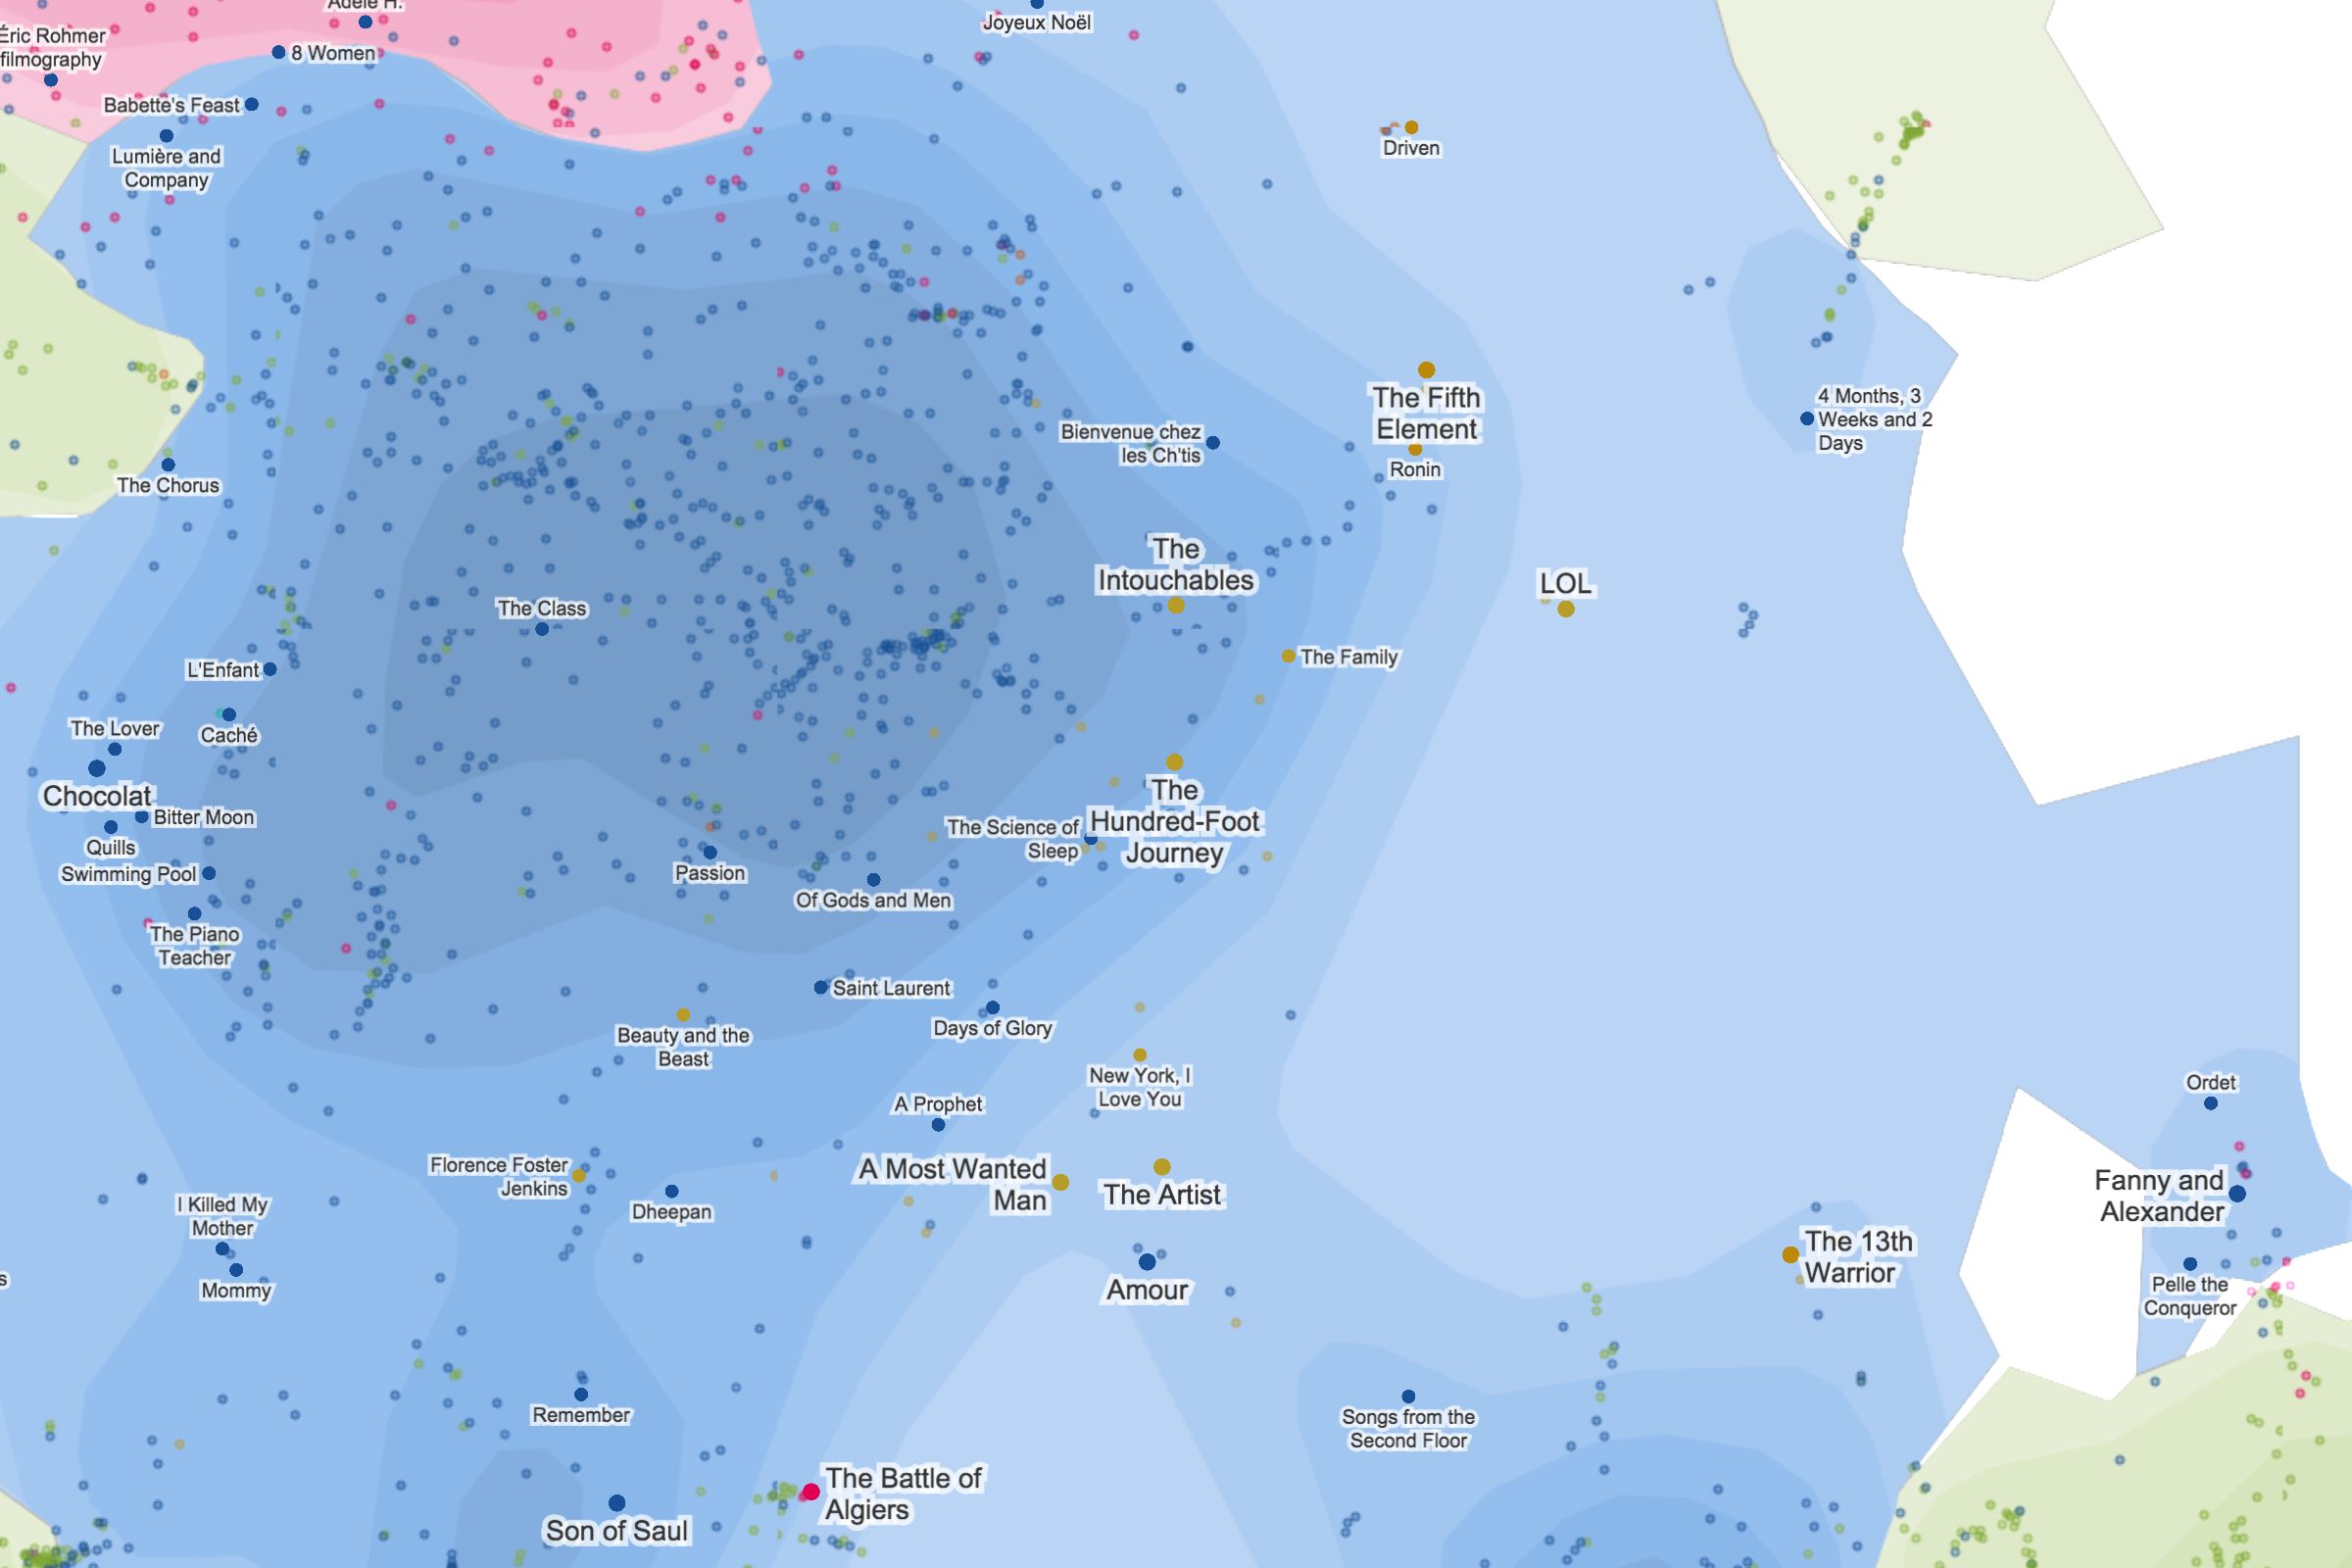 Adele H.
Joyeux Noël
Éric Rohmer
filmography
8 Women
Babette's Feast
Lumière and
Company
Driven
The Fifth
Element
4 Months, 3
Weeks and 2
Days
Bienvenue chez
les Ch'tis
Ronin
The Chorus
The
Intouchables
LOL
The Class
The Family
L'Enfant
The Lover
Caché
Chocolat
Bitter Moon
The
Hundred-Foot
Journey
The Science of
Sleep
Quills
Swimming Pool
Passion
Of Gods and Men
The Piano
Teacher
Saint Laurent
Days of Glory
Beauty and the
Beast
New York, I
Love You
Ordet
A Prophet
Florence Foster
Jenkins
A Most Wanted
Man
The Artist
Fanny and
Alexander
I Killed My
Mother
Dheepan
The 13th
Warrior
s
Mommy
Amour
Pelle the
Conqueror
Remember
Songs from the
Second Floor
The Battle of
Algiers
Son of Saul